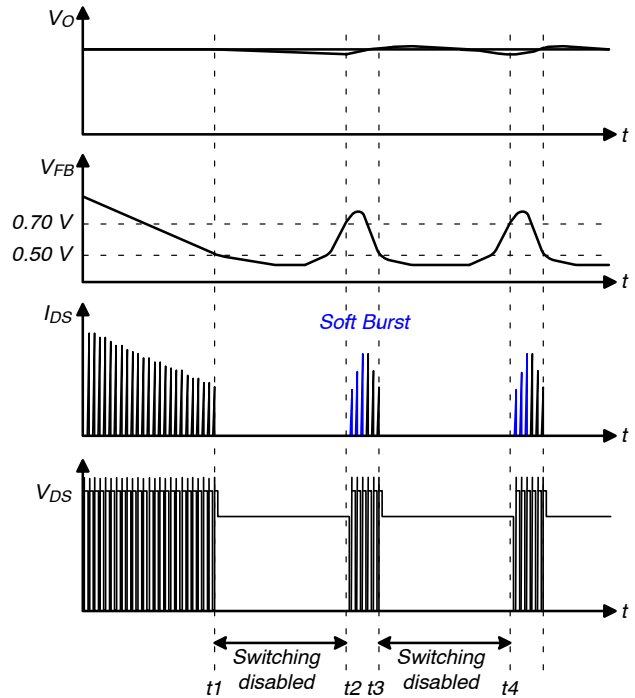 VO
t
VFB
0.70 V
0.50 V
t
IDS
Soft Burst
t
VDS
t
Switching
disabled
Switching
disabled
t1
t2
t3
t4